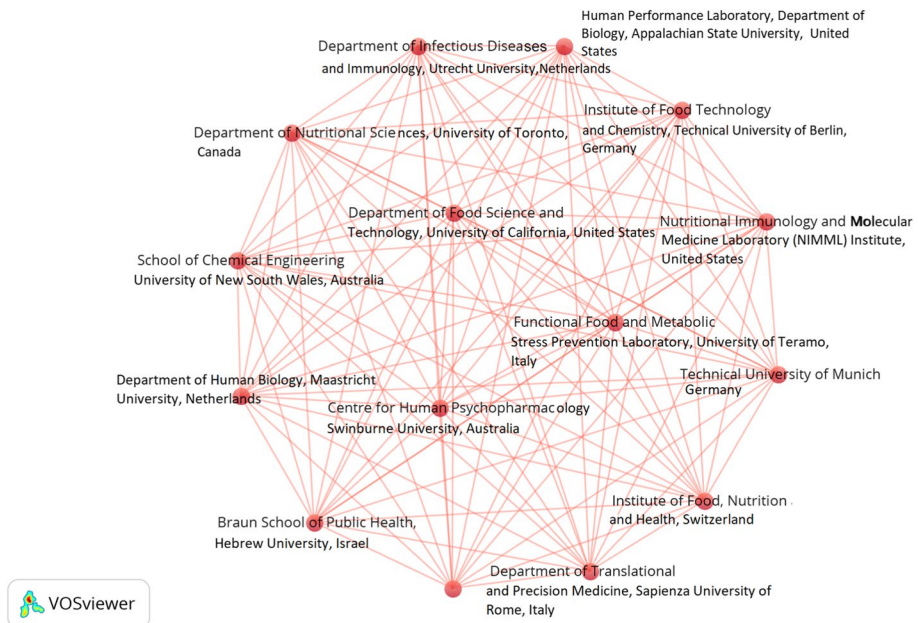 Human Performance Laboratory, Department of
Biology, Appalachian State University, United
States
Department of Infectious Diseases
and Immunology, Utrecht University,Netherlands
Institute of Food Technology
and Chemistry, Technical University of Berlin,
Germany
Department of Nutritional Sciences, University of Toronto,
Canada
Department of Food Science and
Technology, University of California, United States
Nutritional Immunology and Molecular
Medicine Laboratory (NIMML) Institute,
United States
School of Chemical Engineering
University of New South Wales, Australia
Functional Food and Metabolic
Stress Prevention Laboratory, University of Teramo,
Italy
Technical University of Munich
Germany
Department of Human Biology, Maastricht
University, Netherlands
Centre for Human Psychopharmacology
Swinburne University, Australia
Institute of Food, Nutrition
and Health, Switzerland
Braun School of Public Health,
Hebrew University, Israel
Department of Translational
and Precision Medicine, Sapienza University of
Rome, Italy
VOSviewer